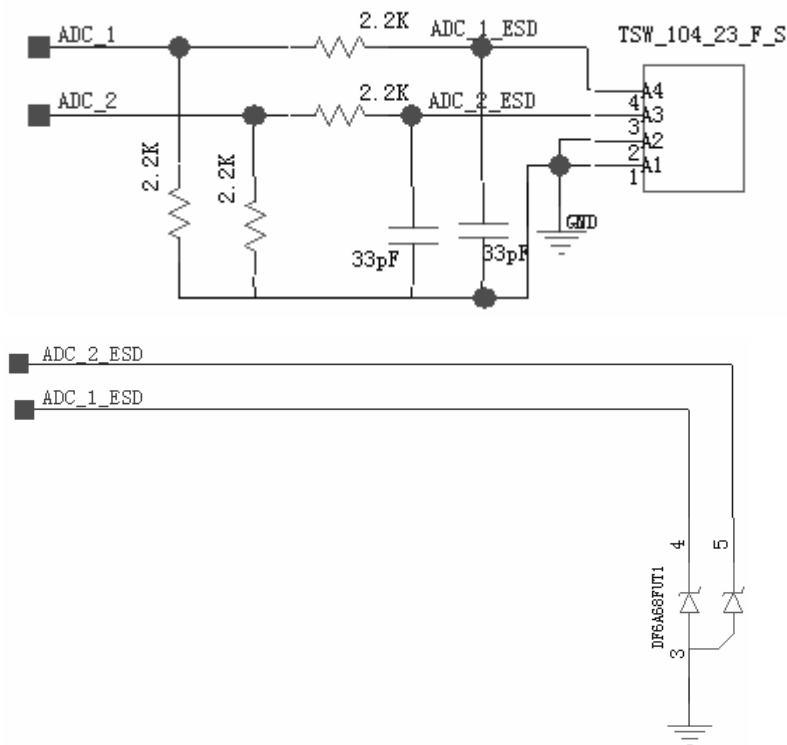 ADC_1
2.2K
ADC_1_ESD
TSW_104_23_F_S
ADC_2
2.2K
ADC_2_ESD
A4
4
A3
3
A2
2
A1
1
2.2K
2.2K
GND
33pF
33pF
ADC_2_ESD
ADC_1_ESD
4
5
DF6A68FUT1
3